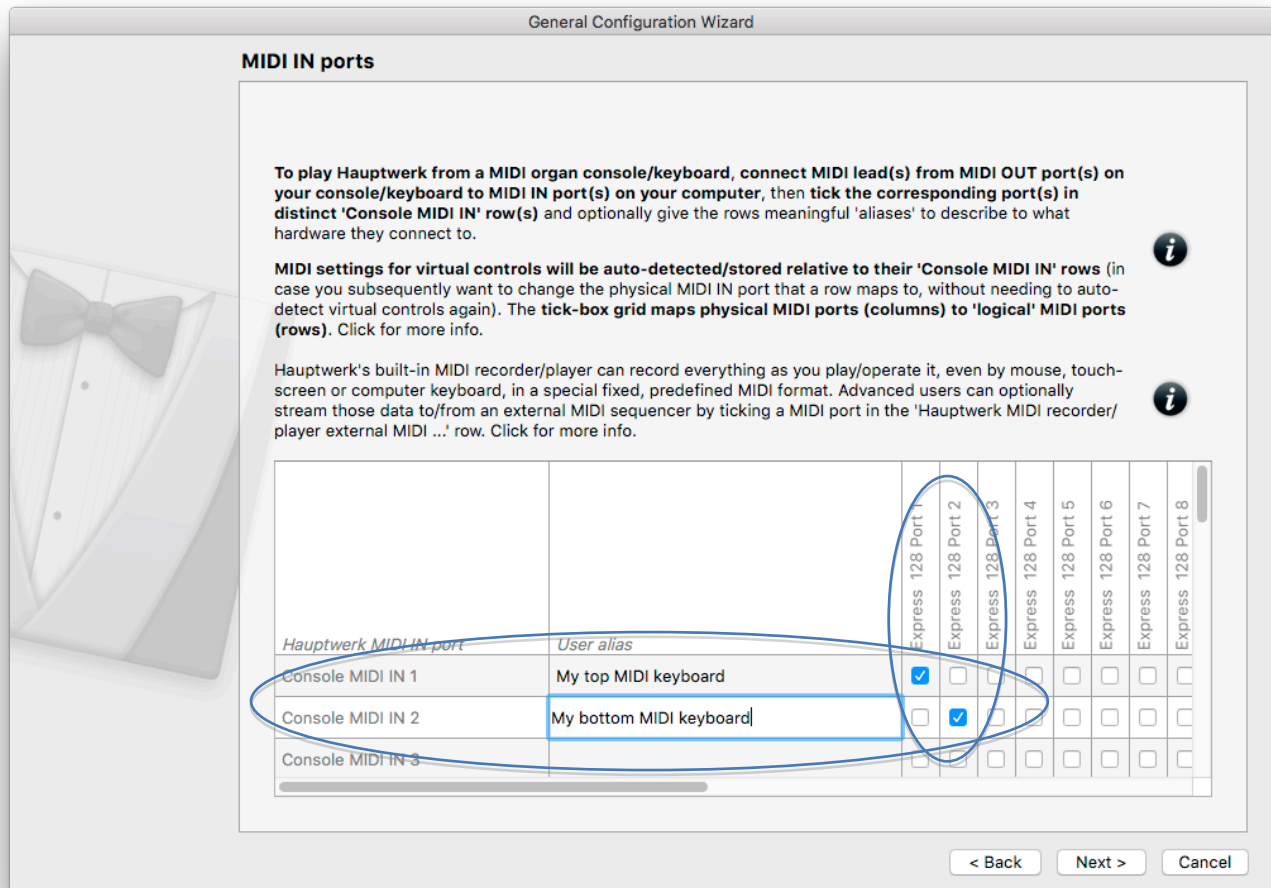 General Configuration Wizard
MIDI IN ports
To play Hauptwerk from a MIDI organ console/keyboard, connect MIDI lead(s) from MIDI OUT port(s) on
your console/keyboard to MIDI IN port(s) on your computer, then tick the corresponding port(s) in
distinct 'Console MIDI IN' row(s) and optionally give the rows meaningful 'aliases' to describe to what
hardware they connect to.
MIDI settings for virtual controls will be auto-detected/stored relative to their 'Console MIDI IN' rows (in
case you subsequently want to change the physical MIDI IN port that a row maps to, without needing to auto-
detect virtual controls again). The tick-box grid maps physical MIDI ports (columns) to 'logical' MIDI ports
(rows). Click for more info.
Hauptwerk's built-in MIDI recorder/player can record everything as you play/operate it, even by mouse, touch-
screen or computer keyboard, in a special fixed, predefined MIDI format. Advanced users can optionally
stream those data to/from an external MIDI sequencer by ticking a MIDI port in the 'Hauptwerk MIDI recorder/
player external MIDI ...' row. Click for more info.
Hauptwerk MIDI IN port
User alias
Express 128 Port 1
Express 128 Port 2
Express 128 Port 3
Express 128 Port 4
Express 128 Port 5
Express 128 Port 6
Express 128 Port 7
Express 128 Port 8
Console MIDI IN 1
My top MIDI keyboard
Console MIDI IN 2
My bottom MIDI keyboard
Console MIDI IN 3
< Back
Next >
Cancel